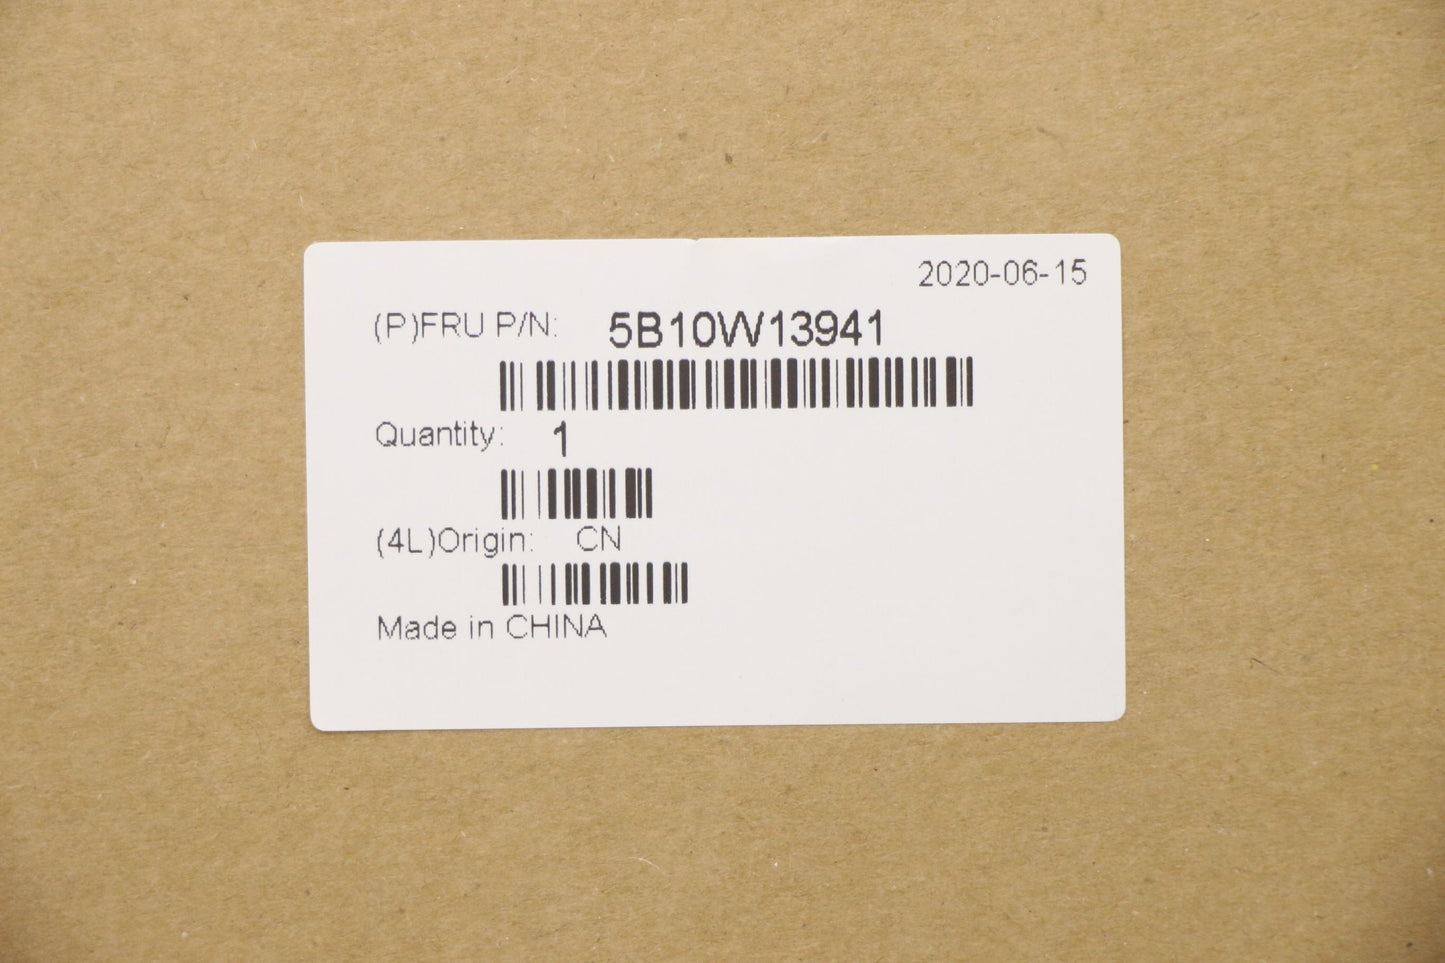 2020-06-15
(P)FRU P/N: 5B10W13941
Quantity: 1
(4L)Origin: CN
Made in CHINA